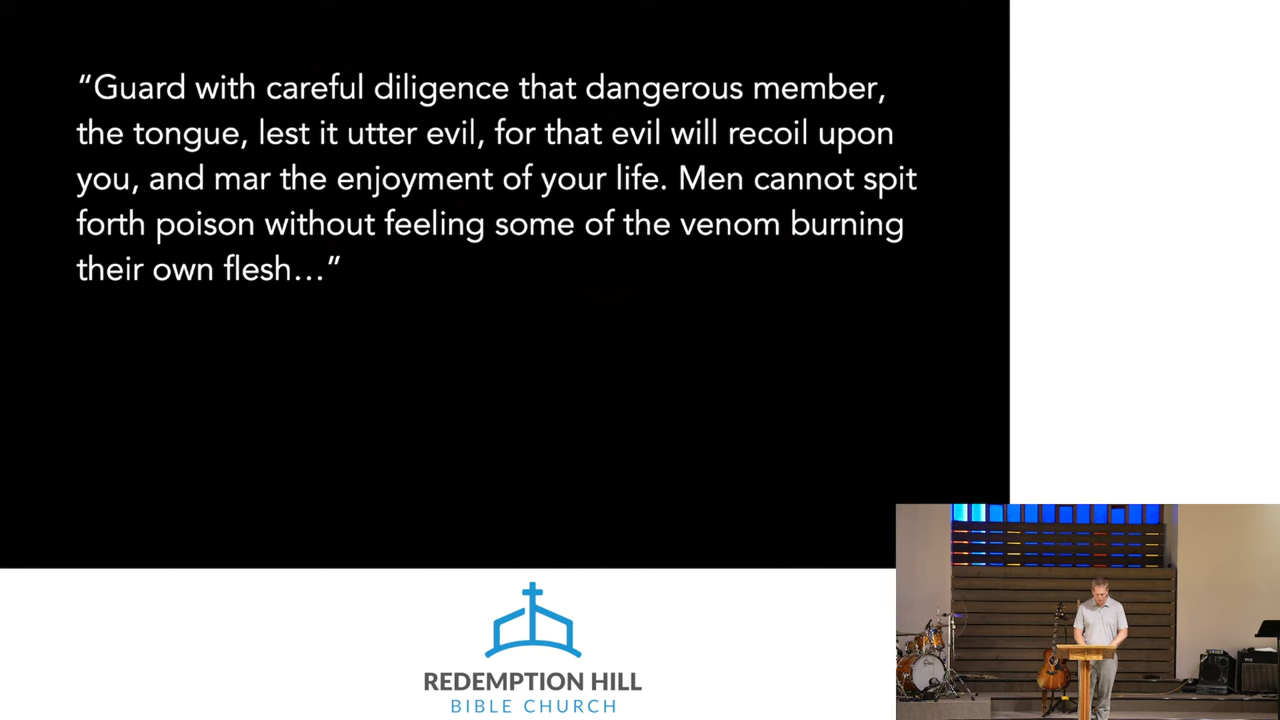 “Guard with careful diligence that dangerous member,
the tongue, lest it utter evil, for that evil will recoil upon
you, and mar the enjoyment of your life. Men cannot spit
forth poison without feeling some of the venom burning
their own flesh…”
REDEMPTION HILL
BIBLE CHURCH